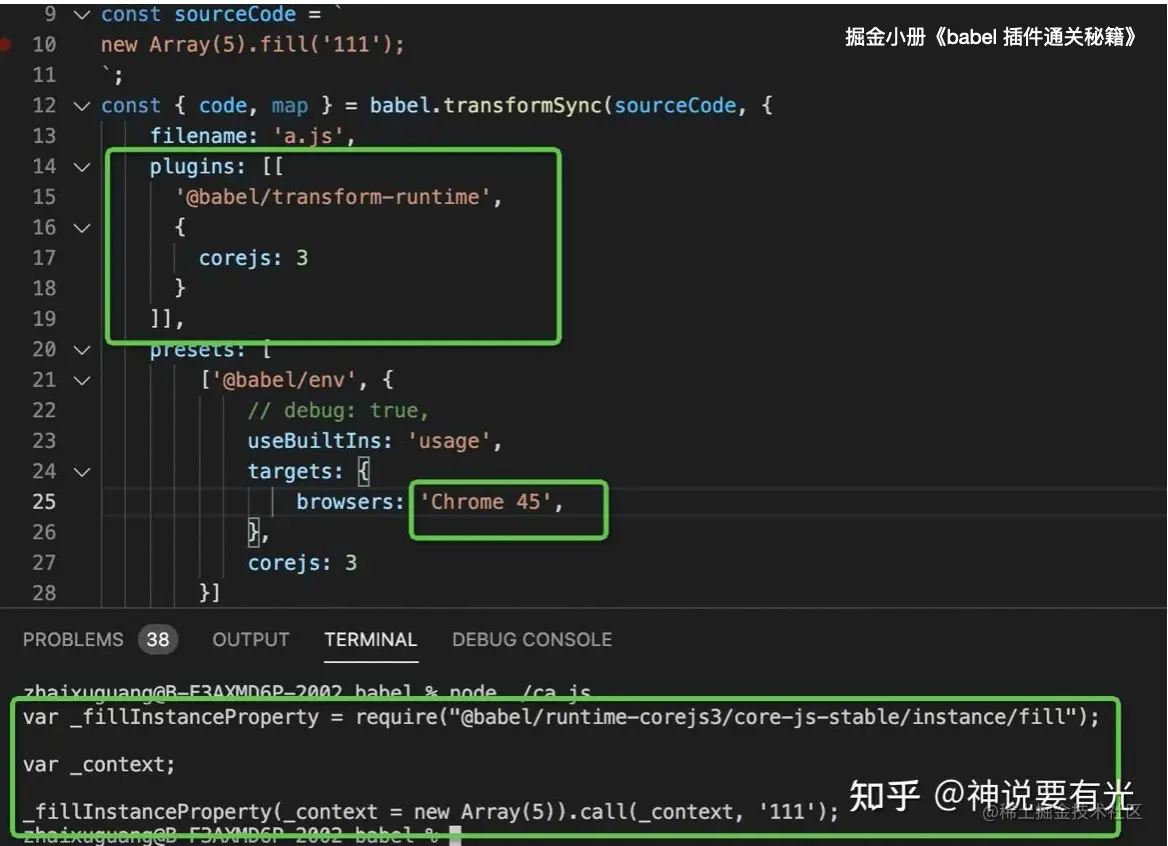 9 const sourceCode = `
10 new Array(5).fill('111');
掘金小册《babel 插件通关秘籍》
11 `;
12 const { code, map } = babel.transformSync(sourceCode, {
13 filename: 'a.js',
14 plugins: [[
15 '@babel/transform-runtime',
16 {
17 corejs: 3
18 }
19 ]],
20 presets: [
21 ['@babel/env', {
22 // debug: true,
23 useBuiltIns: 'usage',
24 targets: {
25 browsers: 'Chrome 45',
26 },
27 corejs: 3
28 }]
PROBLEMS 38 OUTPUT TERMINAL DEBUG CONSOLE
zhaixuguang@B-F3AXMD6P-2002 babel % node ./ca.js
var _fillInstanceProperty = require("@babel/runtime-corejs3/core-js-stable/instance/fill");
var _context;
_fillInstanceProperty(_context = new Array(5)).call(_context, '111');
知乎 @神说要有光
@稀土掘金技术社区
zhaixuguang@B-F3AXMD6P-2002 babel %